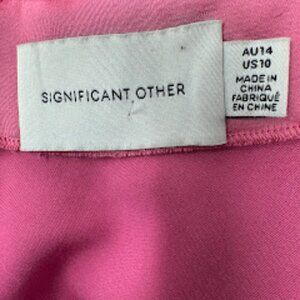 SIGNIFICANT OTHER
AU14
US10
MADE IN
CHINA
FABRIQUÉ
EN CHINE